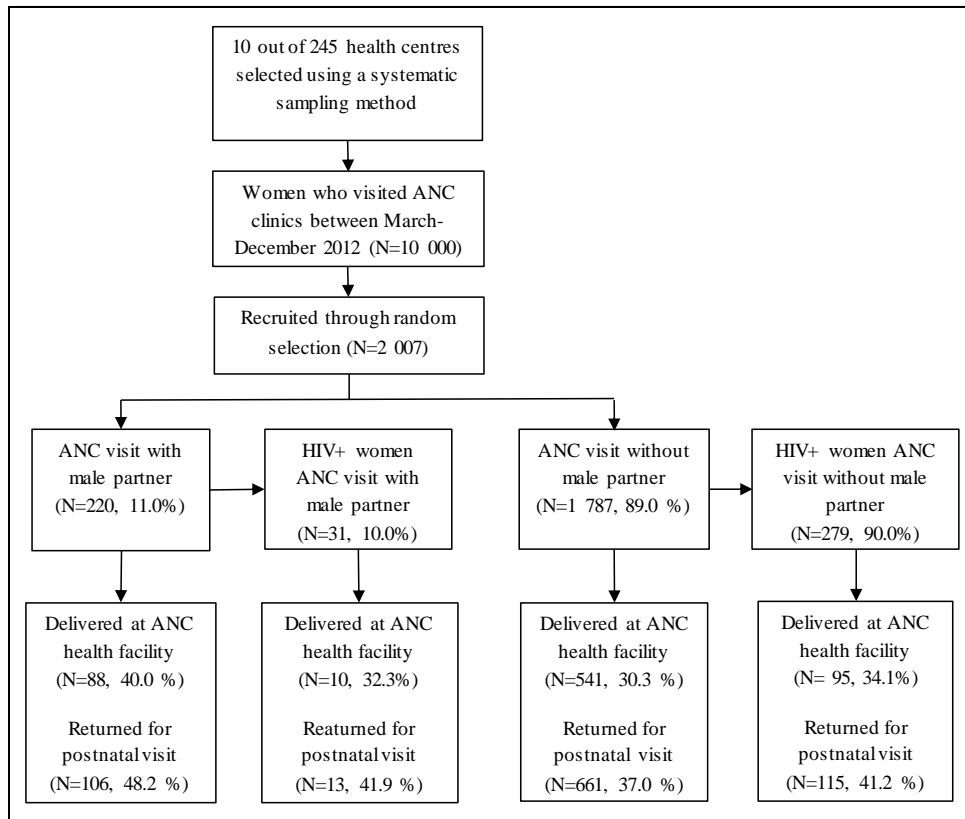 10 out of 245 health centres
selected using a systematic
sampling method
Women who visited ANC
clinics between March-
December 2012 (N=10 000)
Recruited through random
selection (N=2 007)
ANC visit with
male partner
(N=220, 11.0%)
HIV+ women
ANC visit with
male partner
(N=31, 10.0%)
ANC visit without
male partner
(N=1 787, 89.0 %)
HIV+ women ANC
visit without male
partner
(N=279, 90.0%)
Delivered at ANC
health facility
(N=88, 40.0 %)
Reaturned for
postnatal visit
(N=106, 48.2 %)
Delivered at ANC
health facility
(N=10, 32.3%)
Returned for
postnatal visit
(N=13, 41.9 %)
Delivered at ANC
health facility
(N=541, 30.3 %)
Returned for
postnatal visit
(N=661, 37.0 %)
Delivered at ANC
health facility
(N= 95, 34.1%)
Returned for
postnatal visit
(N=115, 41.2 %)